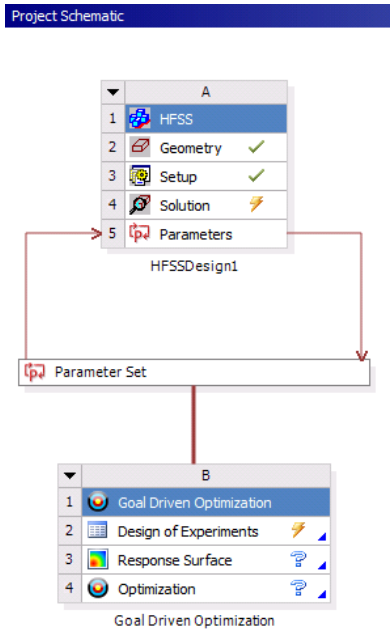 Project Schematic
A
1 HFSS
2 Geometry
3 Setup
4 Solution
5 Parameters
HFSSDesign1
Parameter Set
B
1 Goal Driven Optimization
2 Design of Experiments
3 Response Surface
4 Optimization
Goal Driven Optimization